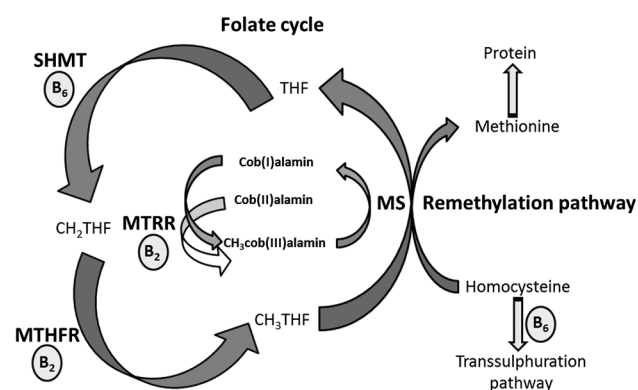 Folate cycle
SHMT
B6
THF
Protein
Methionine
Cob(I)alamin
Cob(II)alamin
CH3cob(III)alamin
MTRR
B2
MS
Remethylation pathway
CH2THF
Homocysteine
B6
CH3THF
MTHFR
B2
Transsulphuration
pathway